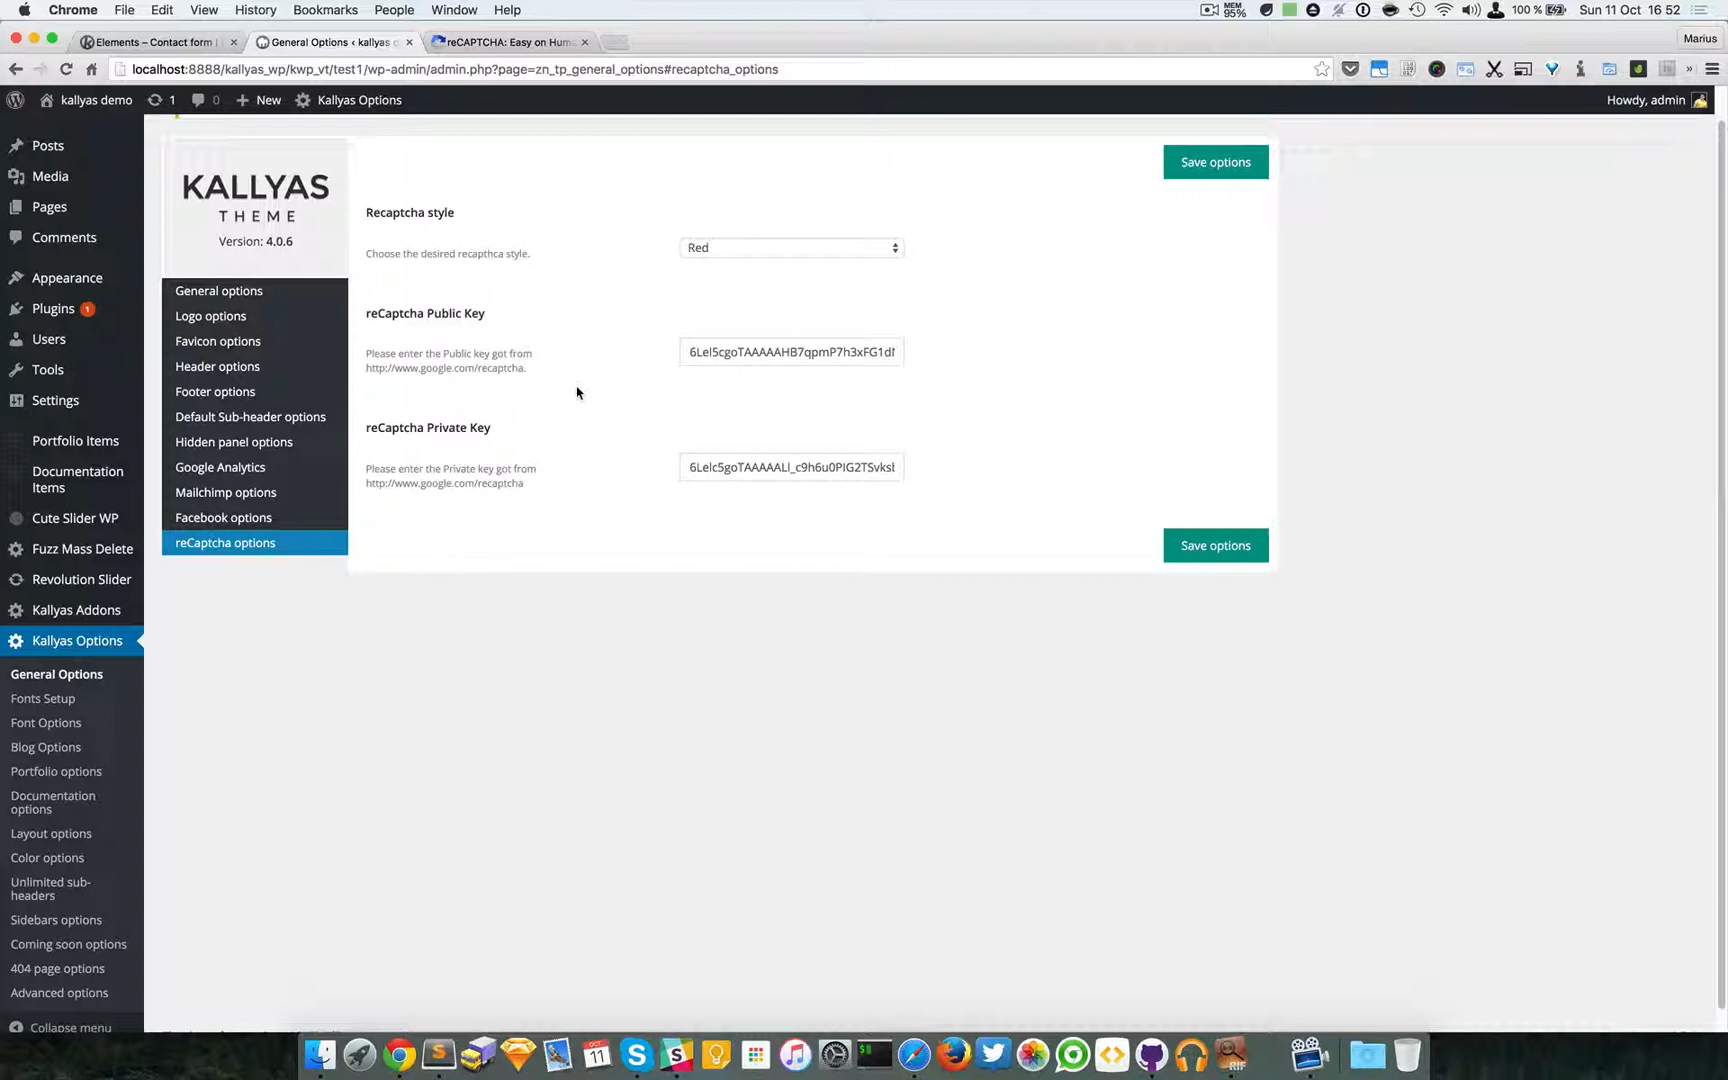 Chrome File Edit View History Bookmarks People Window Help
MEM 95% 100 % Sun 11 Oct 16 52
Elements – Contact form | General Options ‹ kallyas reCAPTCHA: Easy on Hum Marius
localhost:8888/kallyas_wp/kwp_vt/test1/wp-admin/admin.php?page=zn_tp_general_options#recaptcha_options
kallyas demo 1 0 New Kallyas Options Howdy, admin
Posts
Media
Pages
Comments
Appearance
Plugins 1
Users
Tools
Settings
Portfolio Items
Documentation
Items
Cute Slider WP
Fuzz Mass Delete
Revolution Slider
Kallyas Addons
Kallyas Options
General Options
Fonts Setup
Font Options
Blog Options
Portfolio options
Documentation
options
Layout options
Color options
Unlimited sub-
headers
Sidebars options
Coming soon options
404 page options
Advanced options
Collapse menu
KALLYAS
THEME
Version: 4.0.6
General options
Logo options
Favicon options
Header options
Footer options
Default Sub-header options
Hidden panel options
Google Analytics
Mailchimp options
Facebook options
reCaptcha options
Save options
Recaptcha style
Choose the desired recapthca style.
Red
reCaptcha Public Key
Please enter the Public key got from
http://www.google.com/recaptcha.
reCaptcha Private Key
Please enter the Private key got from
http://www.google.com/recaptcha
Save options
11
RIF